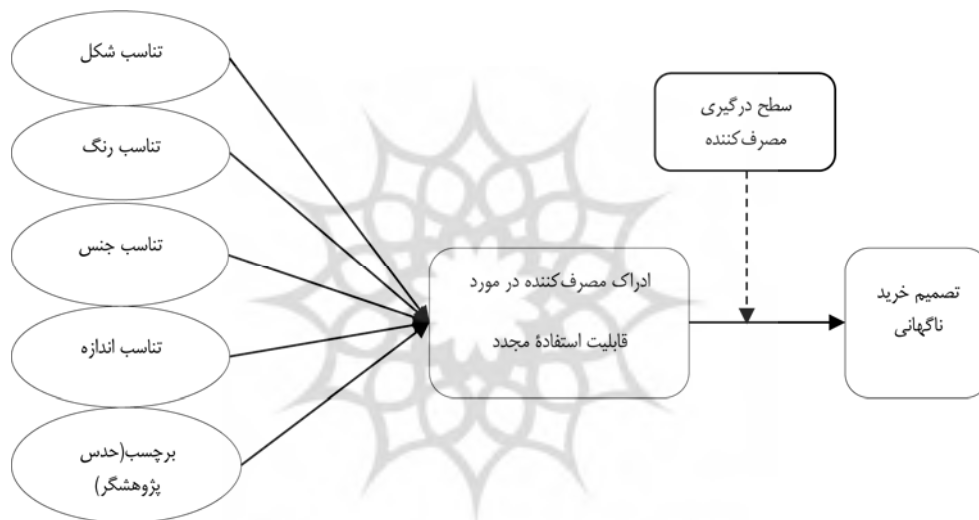 تناسب شکل
تناسب رنگ
تناسب جنس
تناسب اندازه
برچسب(حدس
پژوهشگر)
ادراک مصرف‌کننده در مورد
قابلیت استفادهٔ مجدد
سطح درگیری
مصرف‌کننده
تصمیم خرید
ناگهانی